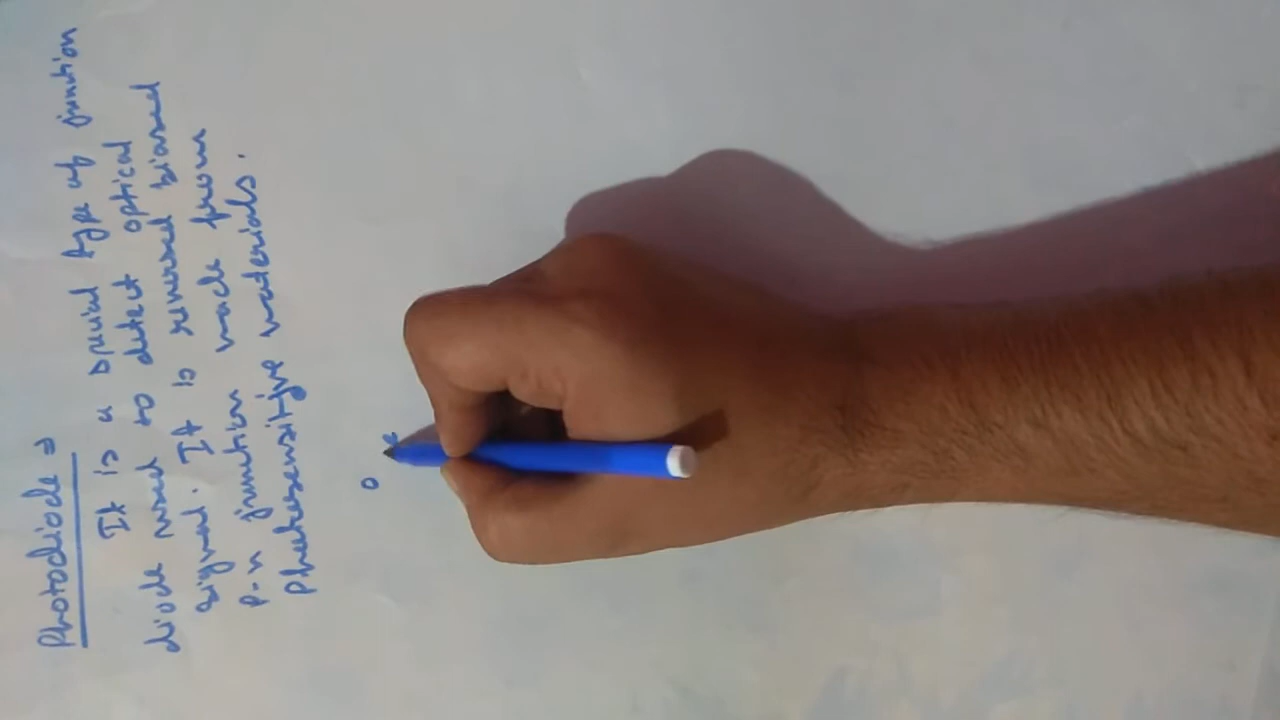 Photodiode ⇒
It is a special type of junction
diode used to detect optical
signal. It is reversed biased
p-n junction made from
Photosensitive materials.